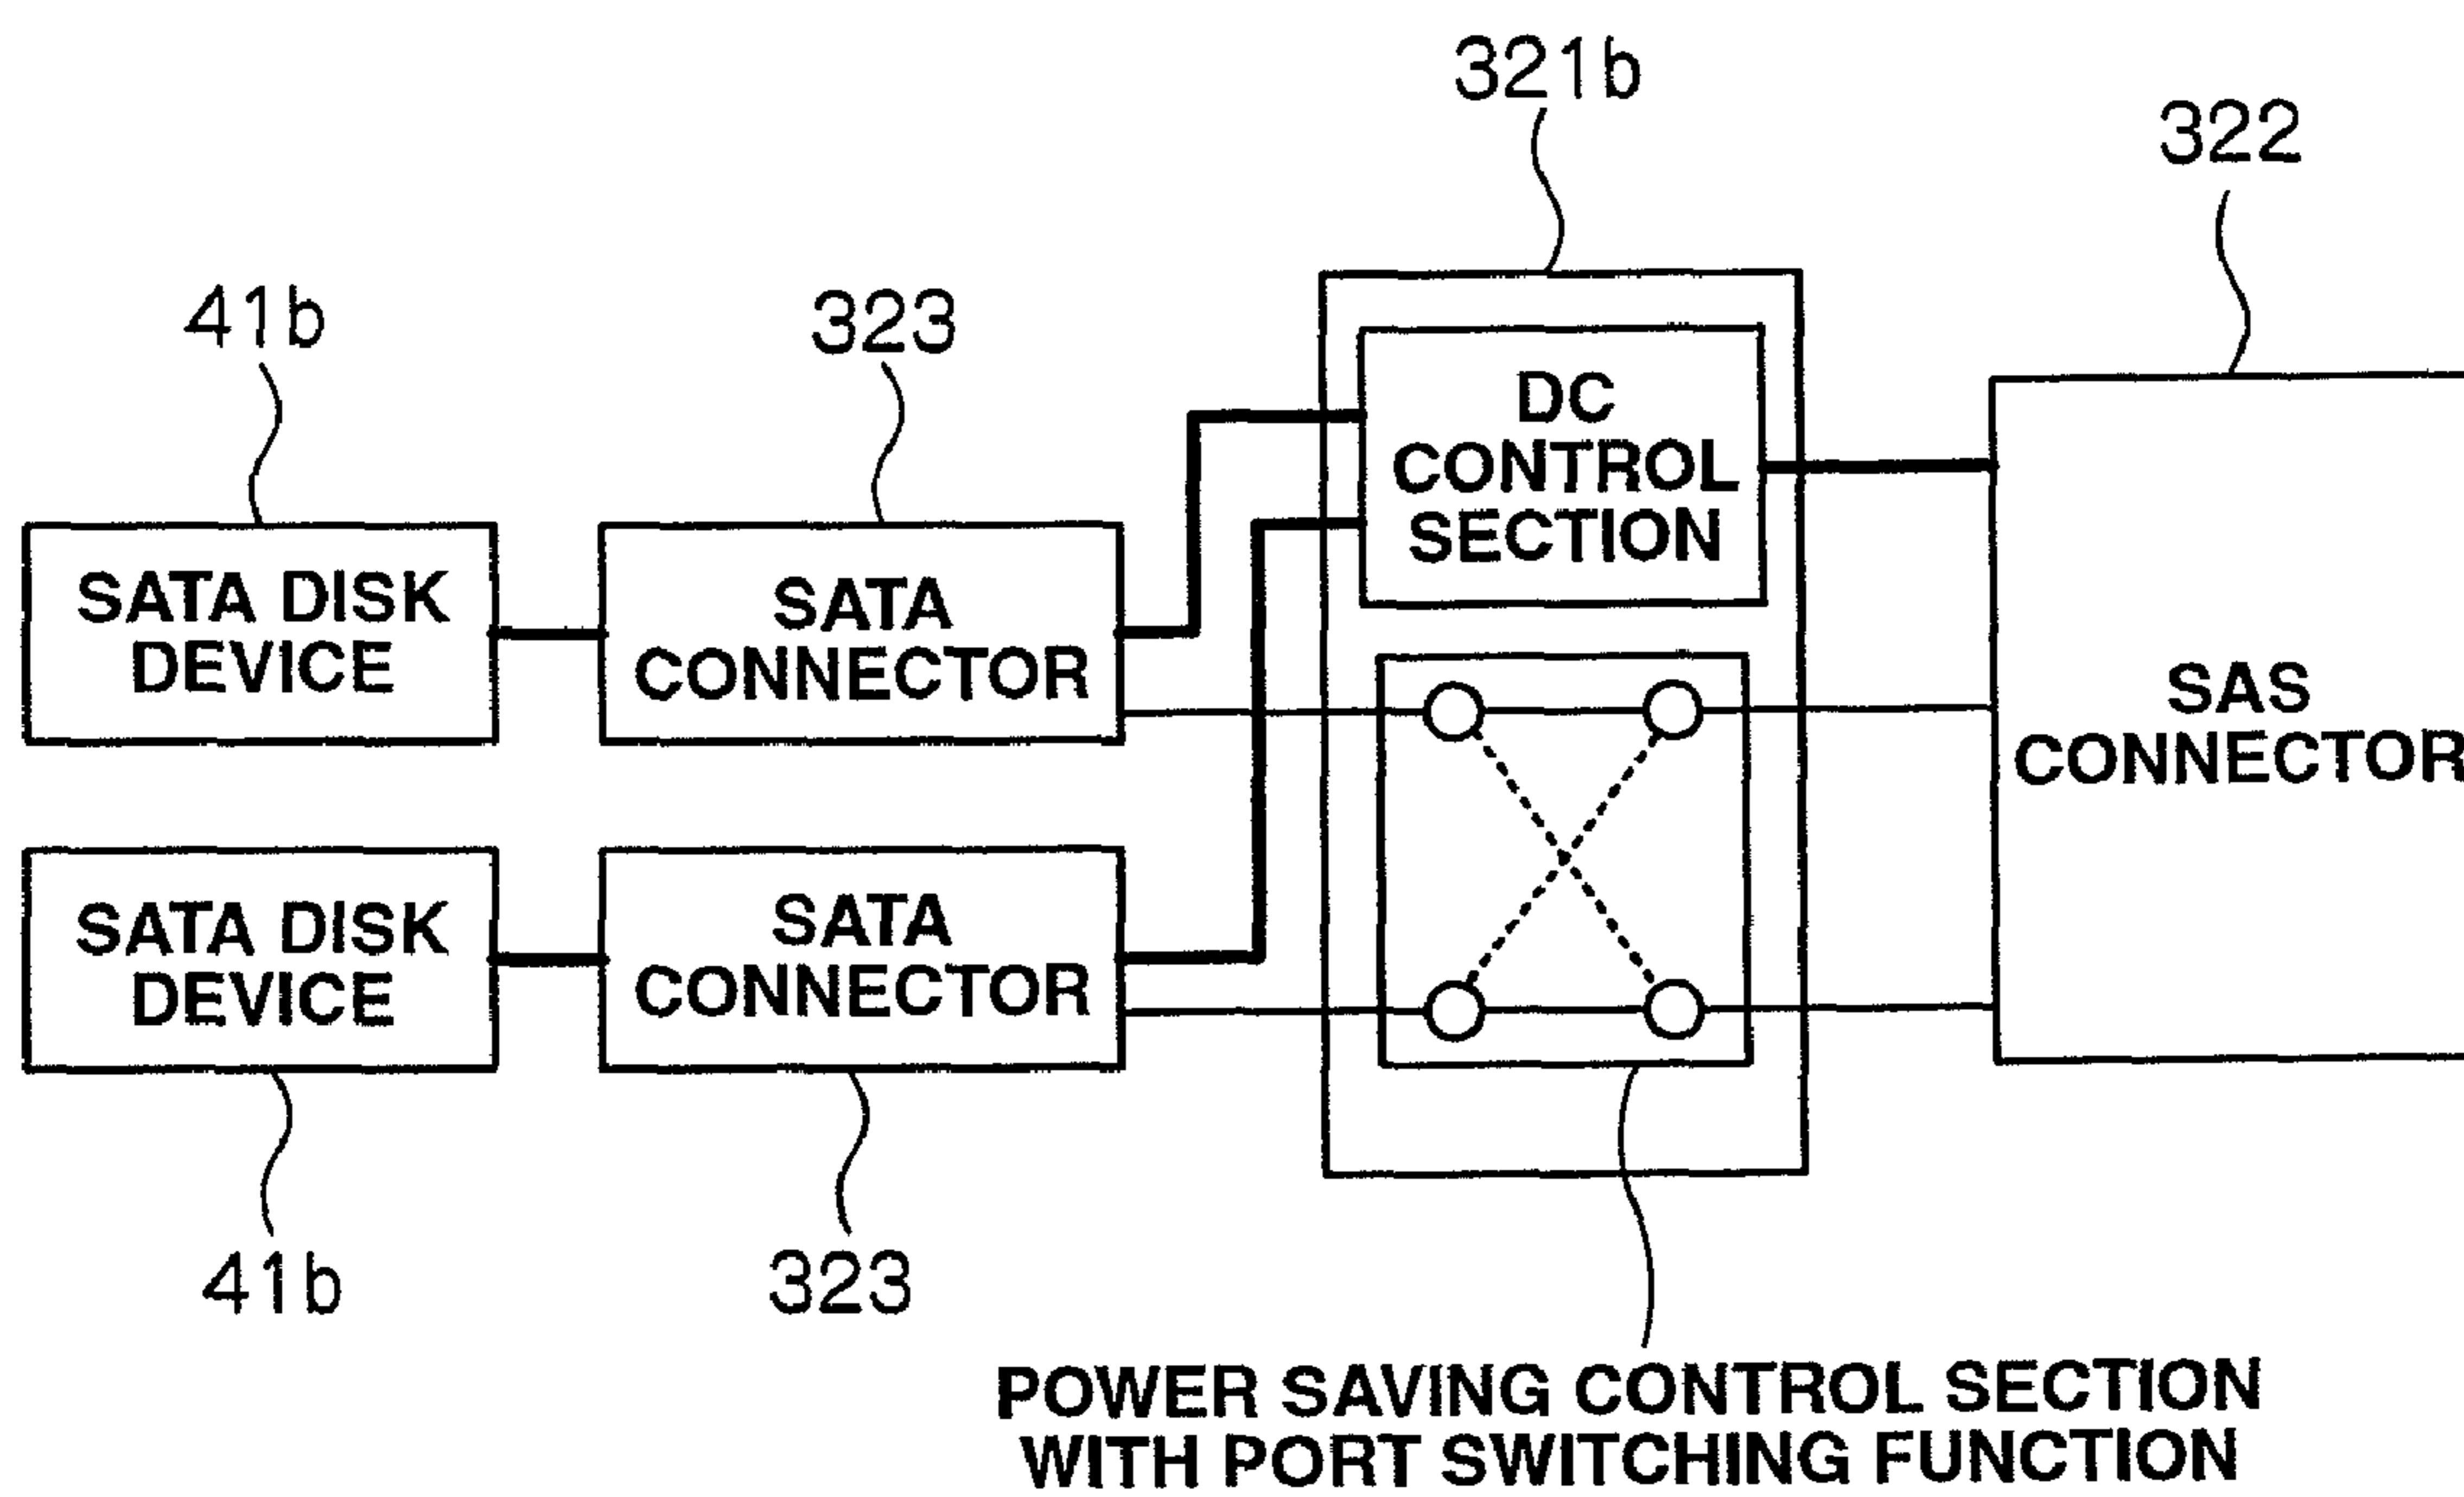 321b
322
41b
323
DC
CONTROL
SECTION
SATA DISK
DEVICE
SATA
CONNECTOR
SAS
CONNECTOR
SATA DISK
DEVICE
SATA
CONNECTOR
41b
323
POWER SAVING CONTROL SECTION
WITH PORT SWITCHING FUNCTION